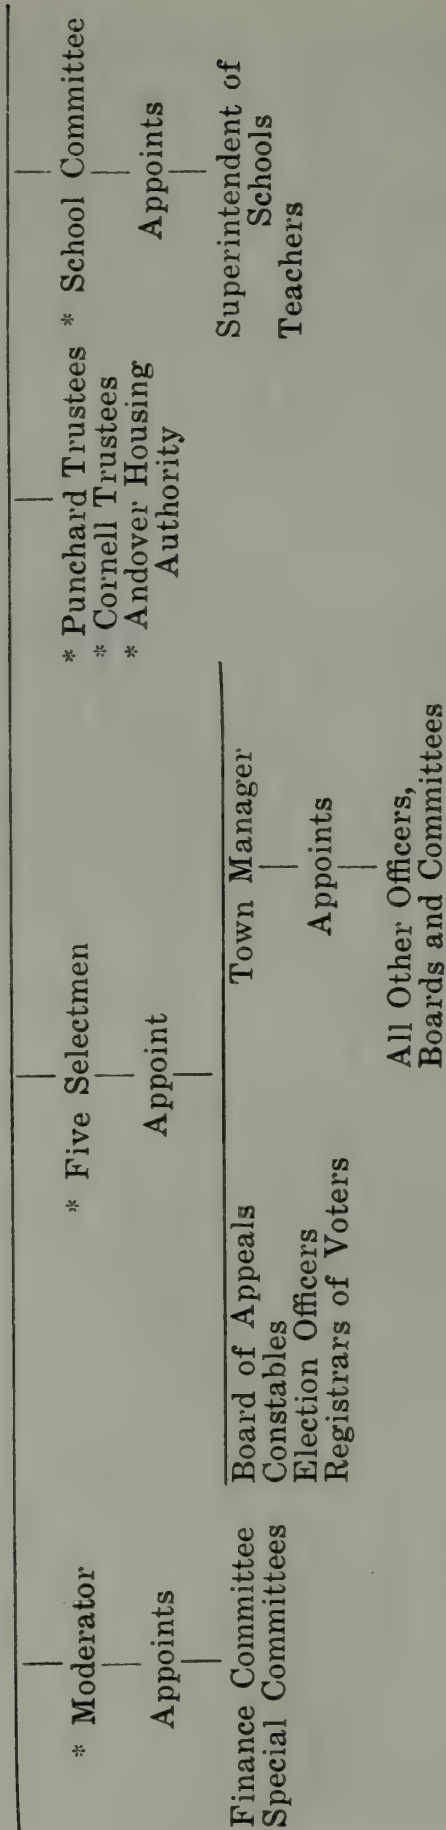 * Moderator
Appoints
Finance Committee
Special Committees
* Five Selectmen
Appoint
Board of Appeals
Constables
Election Officers
Registrars of Voters
Town Manager
Appoints
All Other Officers,
Boards and Committees
* Punchard Trustees
* Cornell Trustees
* Andover Housing
Authority
* School Committee
Appoints
Superintendent of
Schools
Teachers